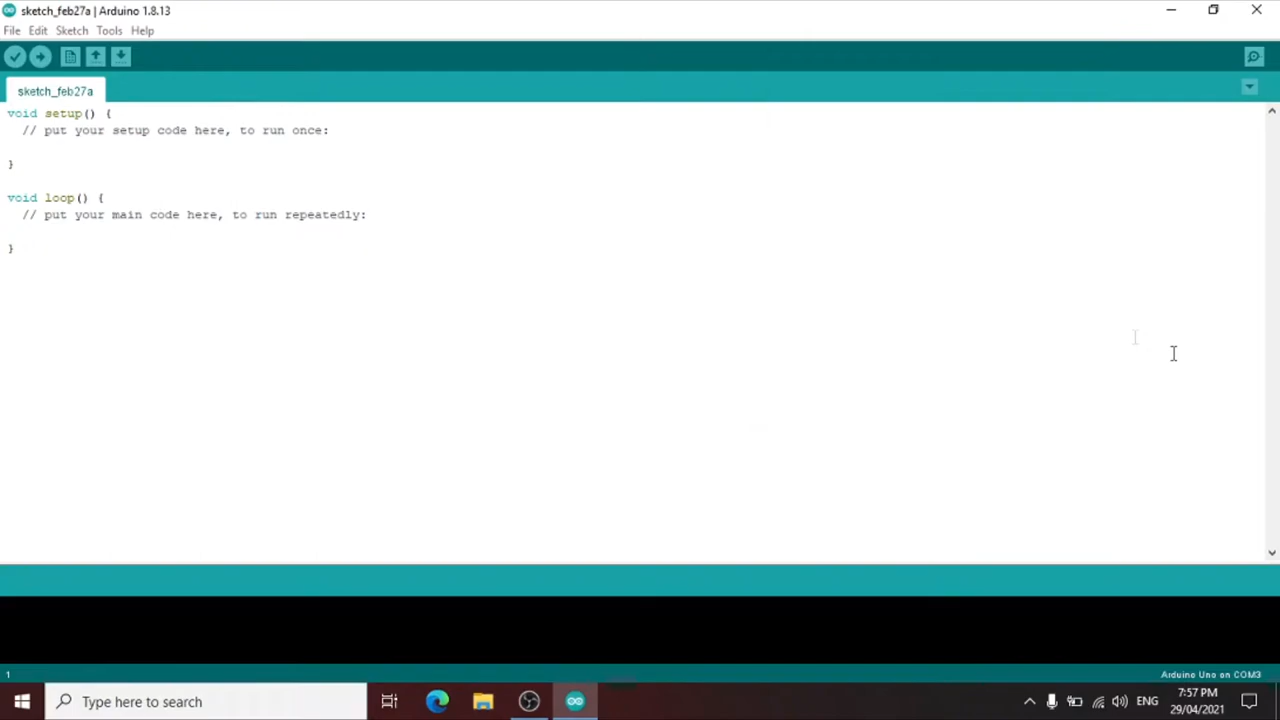 sketch_feb27a | Arduino 1.8.13
File Edit Sketch Tools Help
sketch_feb27a
void setup() {
  // put your setup code here, to run once:
}
void loop() {
  // put your main code here, to run repeatedly:
}
1
Arduino Uno on COM3
Type here to search
ENG
7:57 PM
29/04/2021